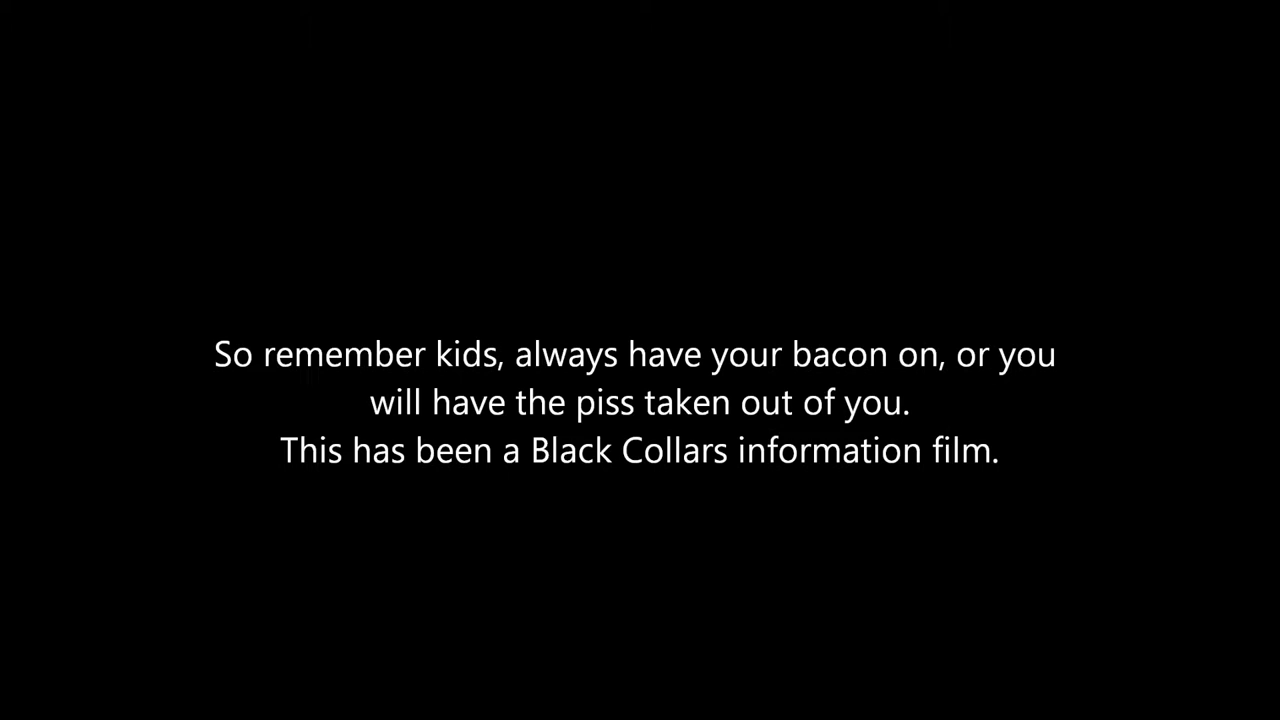 So remember kids, always have your bacon on, or you
will have the piss taken out of you.
This has been a Black Collars information film.